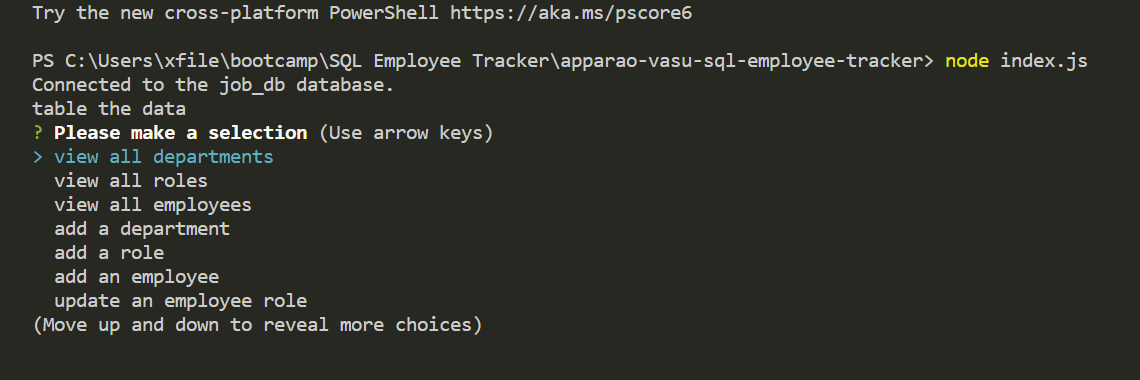 Try the new cross-platform PowerShell https://aka.ms/pscore6
PS C:\Users\xfile\bootcamp\SQL Employee Tracker\apparao-vasu-sql-employee-tracker> node index.js
Connected to the job_db database.
table the data
? Please make a selection (Use arrow keys)
> view all departments
view all roles
view all employees
add a department
add a role
add an employee
update an employee role
(Move up and down to reveal more choices)